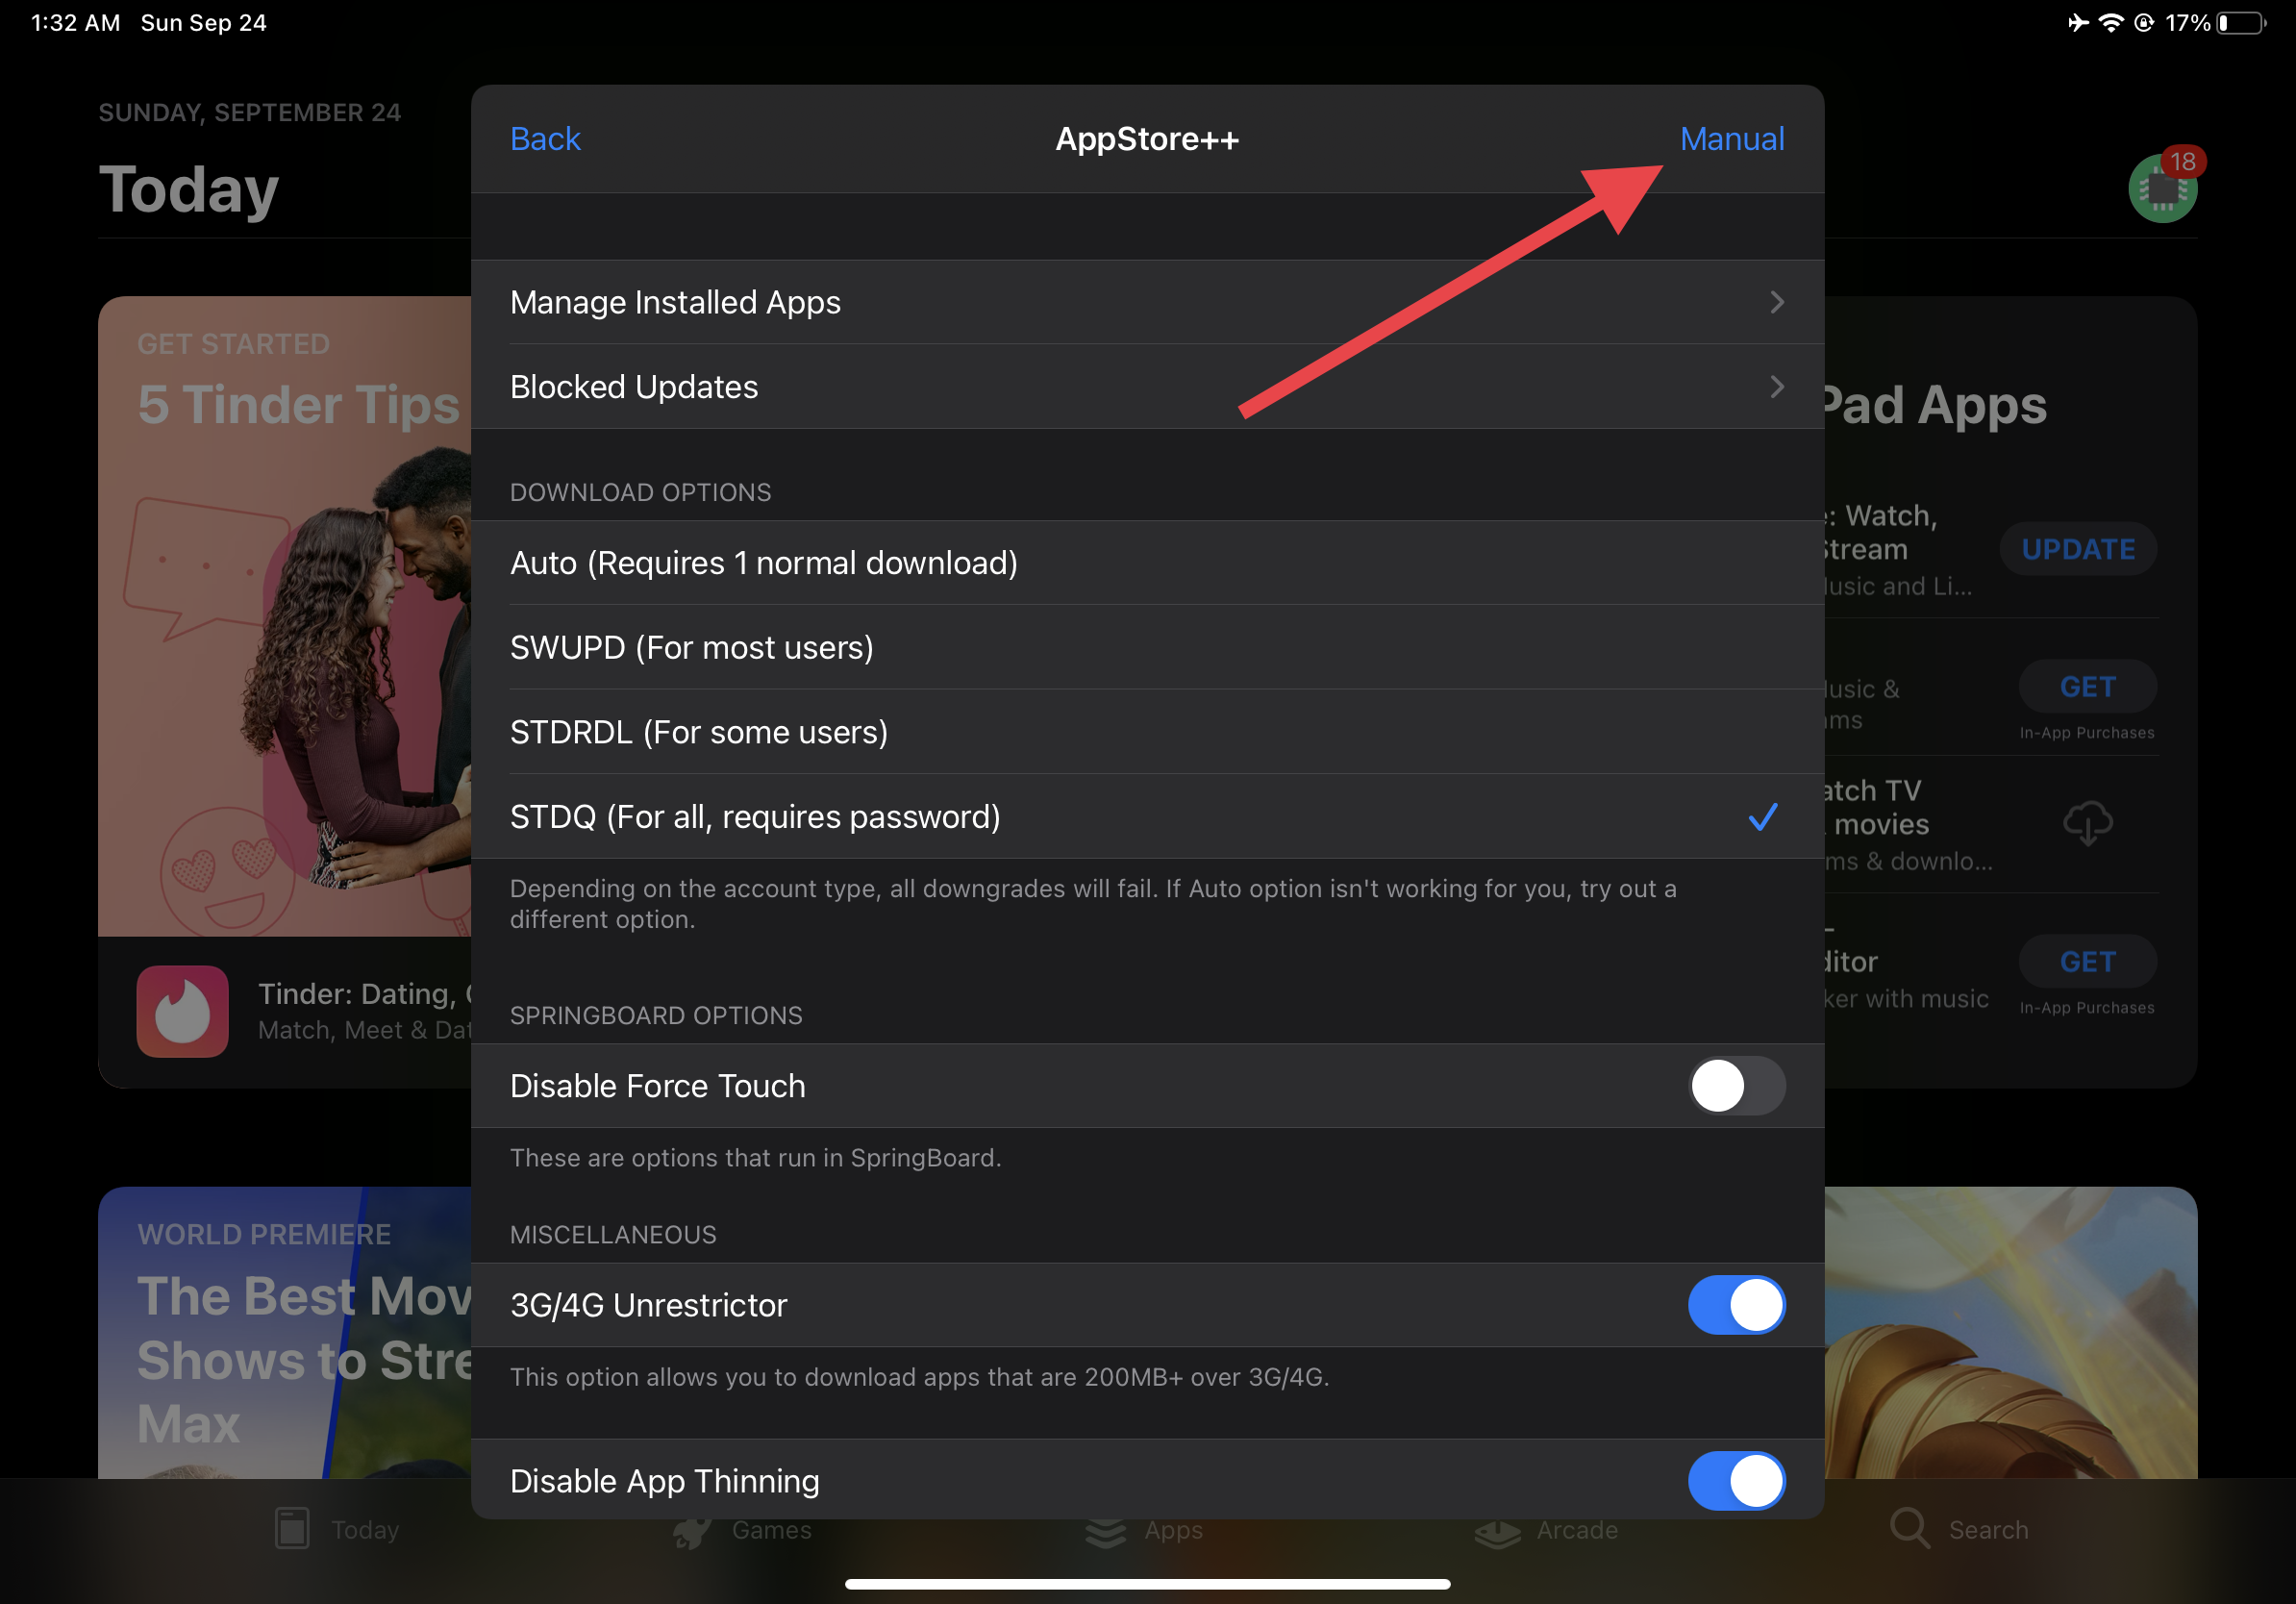 1:32 AM Sun Sep 24
17%
SUNDAY, SEPTEMBER 24
Today
18
Back
AppStore++
Manual
Manage Installed Apps
Blocked Updates
DOWNLOAD OPTIONS
Auto (Requires 1 normal download)
SWUPD (For most users)
STDRDL (For some users)
STDQ (For all, requires password)
Depending on the account type, all downgrades will fail. If Auto option isn't working for you, try out a
different option.
SPRINGBOARD OPTIONS
Disable Force Touch
These are options that run in SpringBoard.
MISCELLANEOUS
3G/4G Unrestrictor
This option allows you to download apps that are 200MB+ over 3G/4G.
Disable App Thinning
GET STARTED
5 Tinder Tips
Tinder: Dating,
Match, Meet &
Pad Apps
: Watch,
Stream
usic and Li...
UPDATE
usic &
ms
GET
In-App Purchases
atch TV
movies
ms & downlo...
ditor
ker with music
GET
In-App Purchases
WORLD PREMIERE
The Best Mov
Shows to Stre
Max
Today
Games
Apps
Arcade
Search